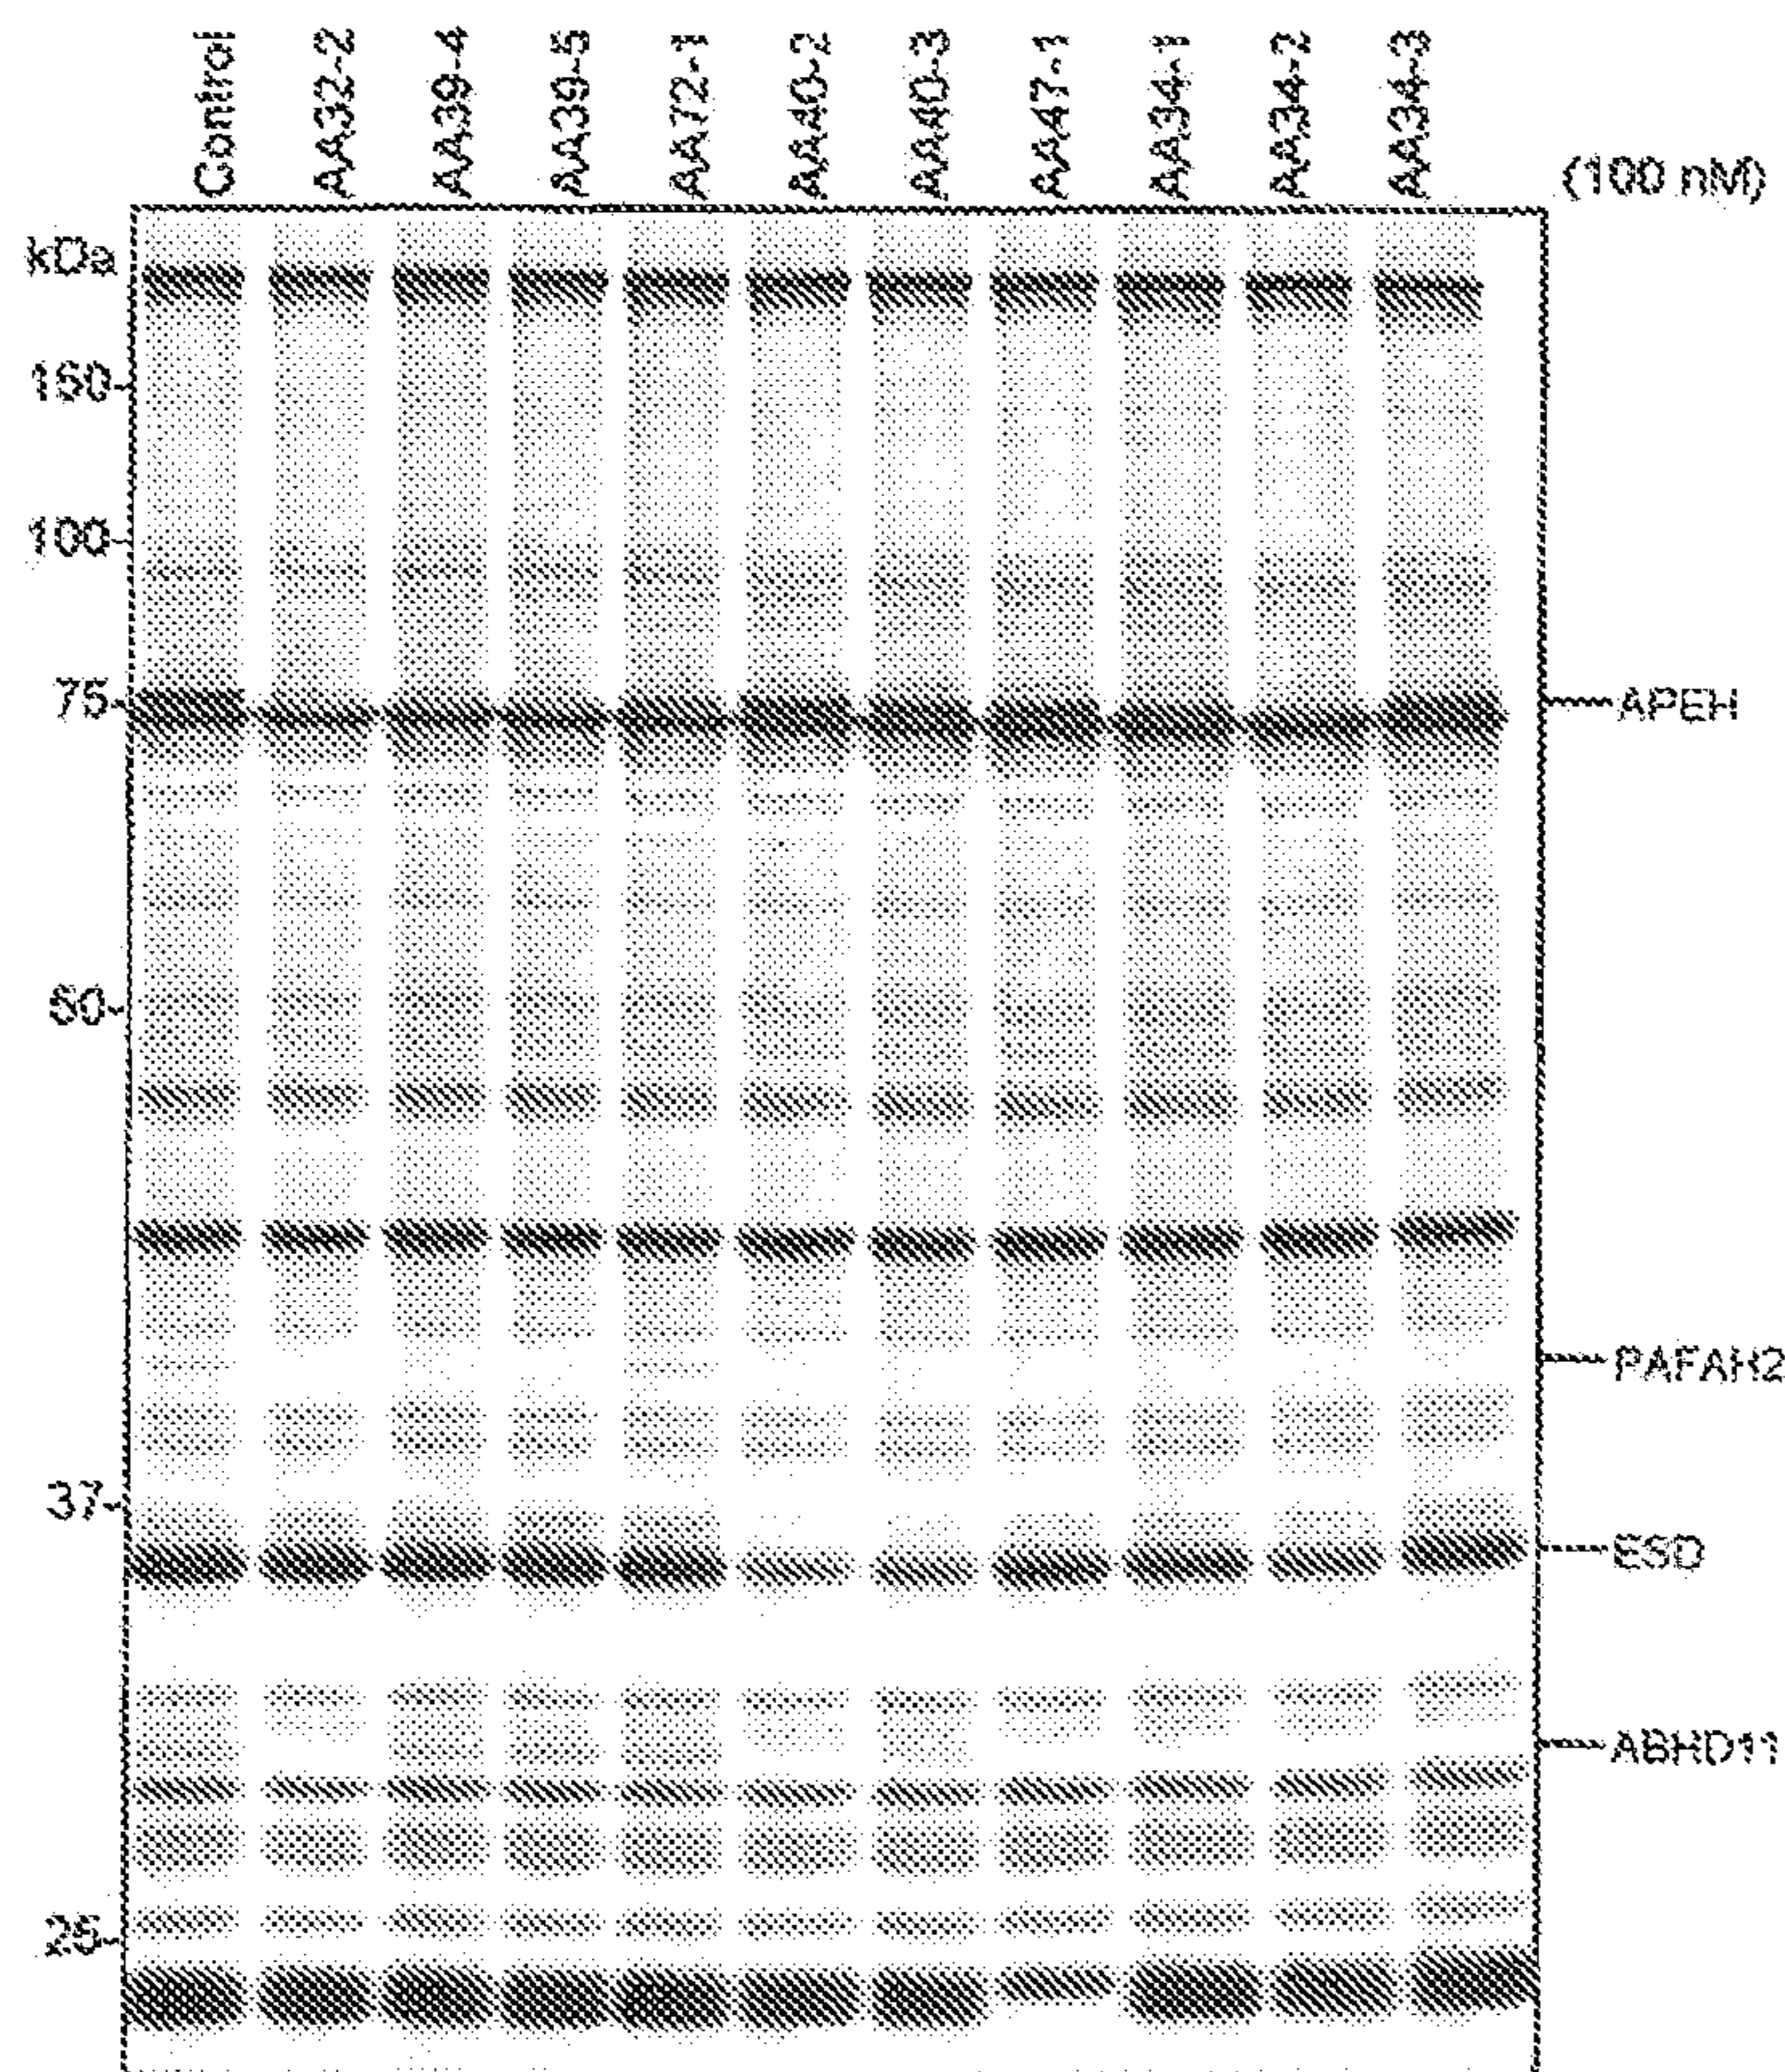 Control AA32-2 AA39-4 AA39-5 AA72-1 AA40-2 AA40-3 AA47-1 AA34-1 AA34-2 AA34-3
(100 nM)
kDa
150-
100-
75-
APEH
50-
PAFAH2
37-
ESD
ABHD11
25-